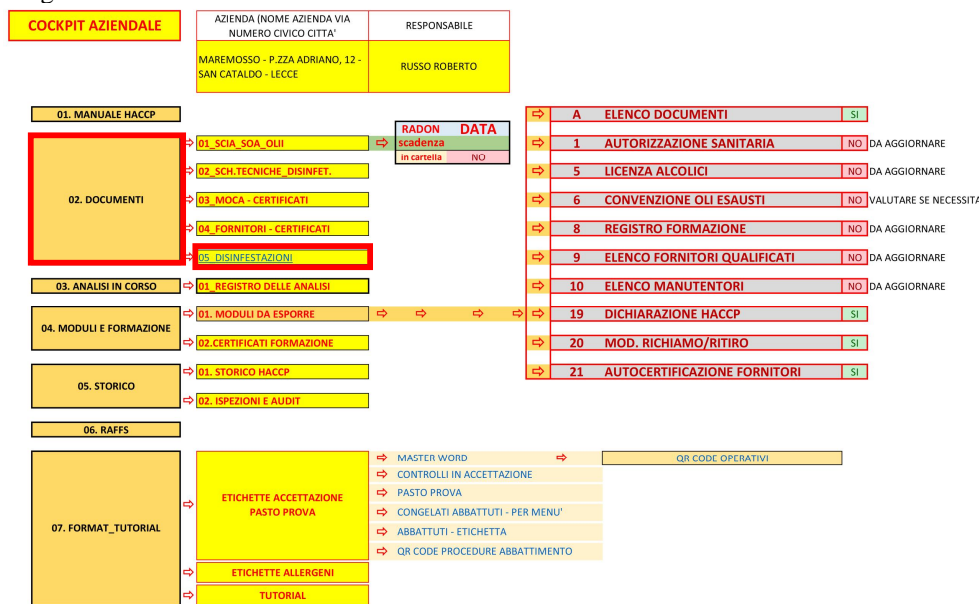 COCKPIT AZIENDALE
AZIENDA (NOME AZIENDA VIA
NUMERO CIVICO CITTA'
RESPONSABILE
MAREMOSSO - P.ZZA ADRIANO, 12 -
SAN CATALDO - LECCE
RUSSO ROBERTO
01. MANUALE HACCP
A ELENCO DOCUMENTI SI
RADON DATA
scadenza
in cartella NO
02. DOCUMENTI
01_SCIA_SOA_OLII
1 AUTORIZZAZIONE SANITARIA NO DA AGGIORNARE
02_SCH.TECNICHE_DISINFET.
5 LICENZA ALCOLICI NO DA AGGIORNARE
03_MOCA - CERTIFICATI
6 CONVENZIONE OLI ESAUSTI NO VALUTARE SE NECESSITA
04_FORNITORI - CERTIFICATI
8 REGISTRO FORMAZIONE NO DA AGGIORNARE
05_DISINFESTAZIONI
9 ELENCO FORNITORI QUALIFICATI NO DA AGGIORNARE
03. ANALISI IN CORSO
01_REGISTRO DELLE ANALISI
10 ELENCO MANUTENTORI NO DA AGGIORNARE
04. MODULI E FORMAZIONE
01. MODULI DA ESPORRE
19 DICHIARAZIONE HACCP SI
02.CERTIFICATI FORMAZIONE
20 MOD. RICHIAMO/RITIRO SI
05. STORICO
01. STORICO HACCP
21 AUTOCERTIFICAZIONE FORNITORI SI
02. ISPEZIONI E AUDIT
06. RAFFS
07. FORMAT_TUTORIAL
ETICHETTE ACCETTAZIONE
PASTO PROVA
MASTER WORD
QR CODE OPERATIVI
CONTROLLI IN ACCETTAZIONE
PASTO PROVA
CONGELATI ABBATTUTI - PER MENU'
ABBATTUTI - ETICHETTA
QR CODE PROCEDURE ABBATTIMENTO
ETICHETTE ALLERGENI
TUTORIAL